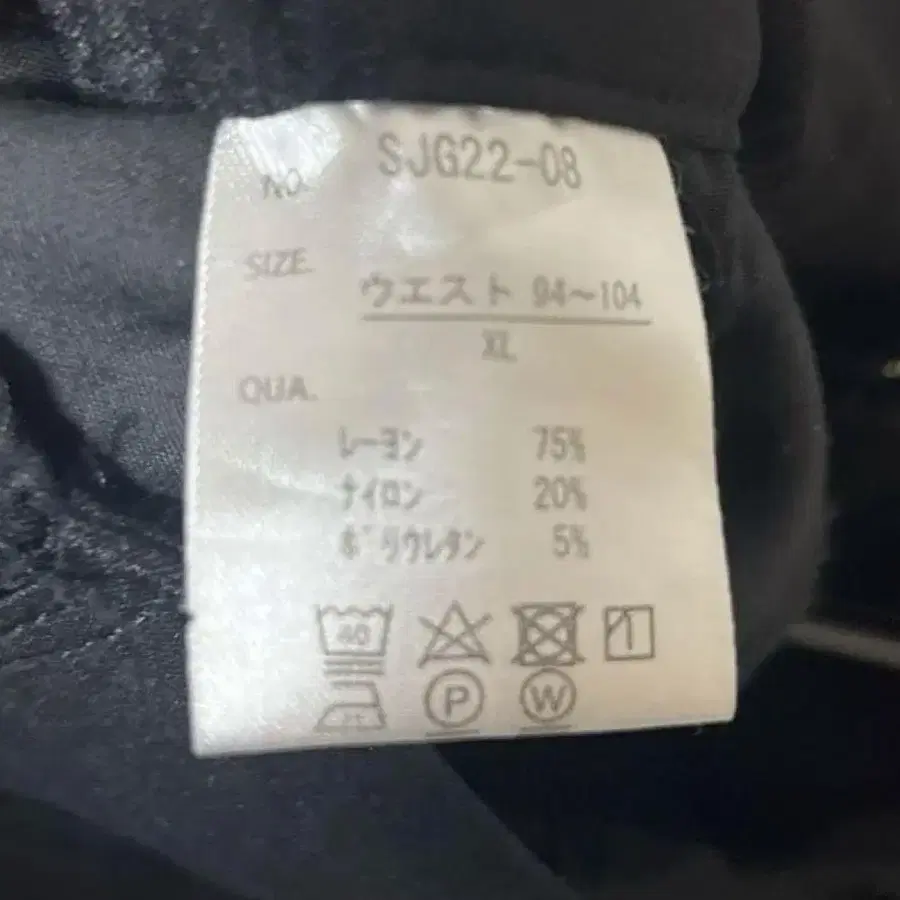 NO. SJG22-08
SIZE.
ウエスト 94~104
XL
QUA.
レーヨン 75%
ナイロン 20%
ポリウレタン 5%
40
P W